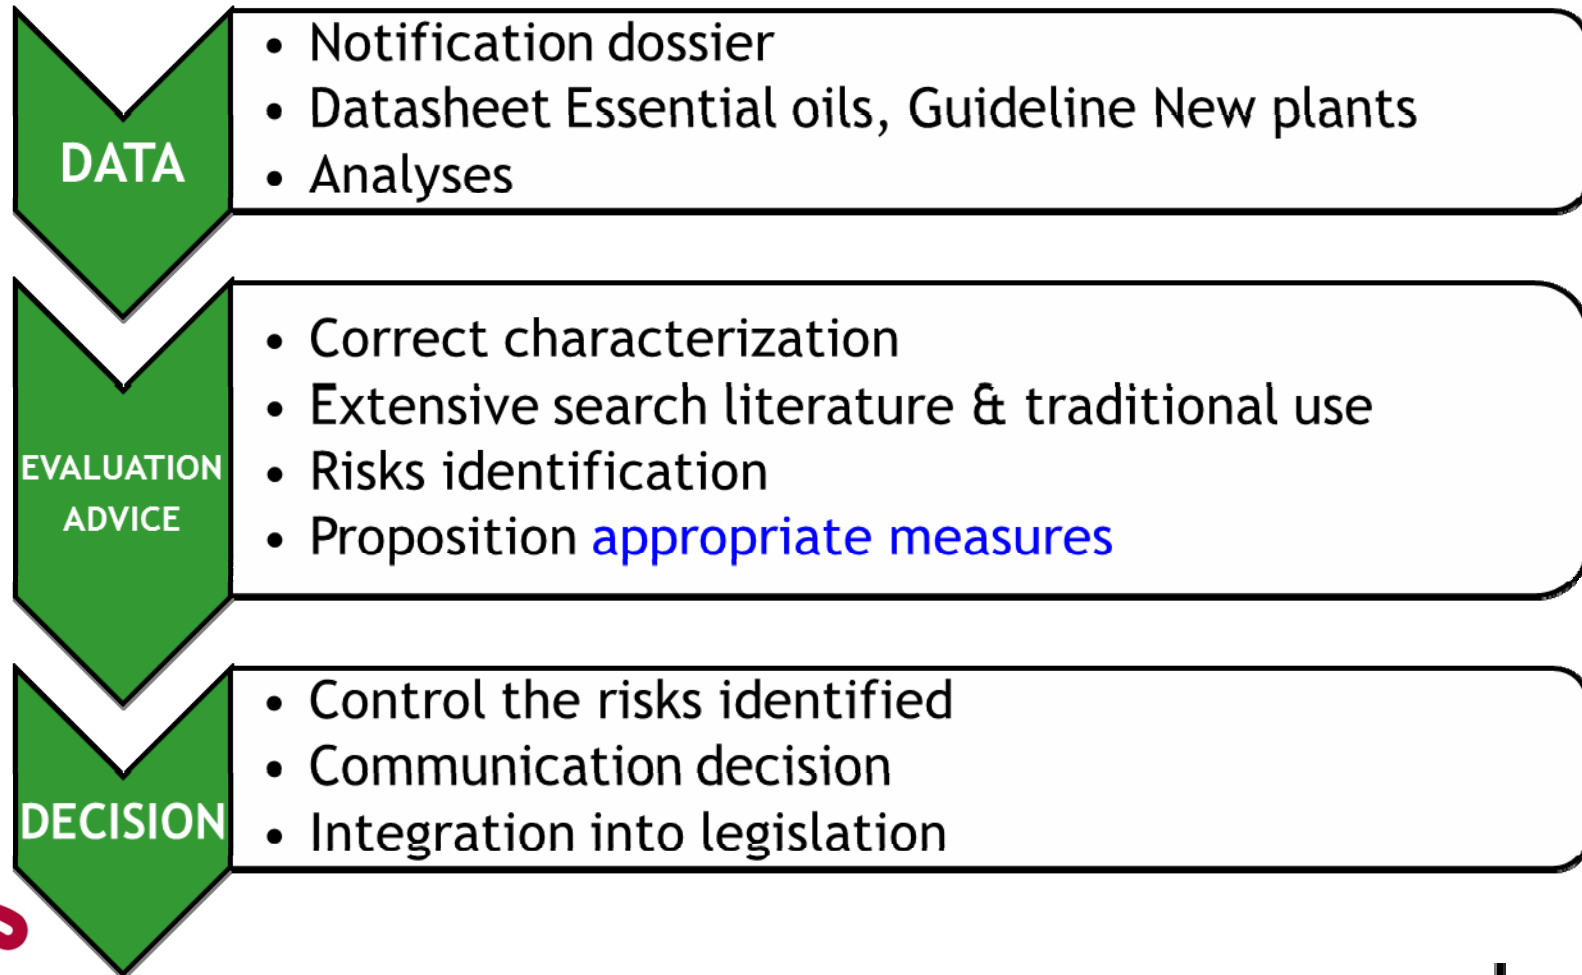 DATA
• Notification dossier
• Datasheet Essential oils, Guideline New plants
• Analyses
EVALUATION
ADVICE
• Correct characterization
• Extensive search literature & traditional use
• Risks identification
• Proposition appropriate measures
DECISION
• Control the risks identified
• Communication decision
• Integration into legislation